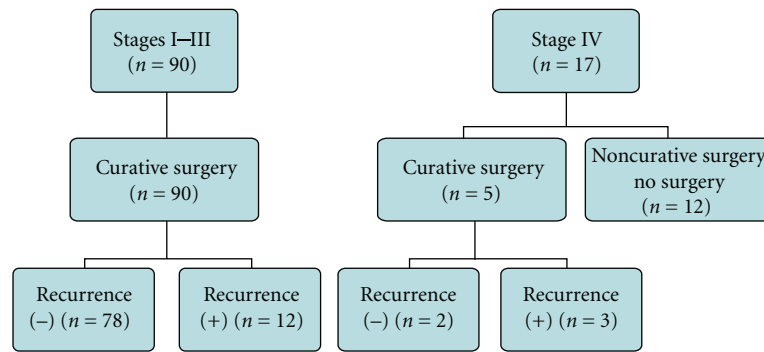 Stages I–III
(n = 90)
Stage IV
(n = 17)
Curative surgery
(n = 90)
Curative surgery
(n = 5)
Noncurative surgery
no surgery
(n = 12)
Recurrence
(−) (n = 78)
Recurrence
(+) (n = 12)
Recurrence
(−) (n = 2)
Recurrence
(+) (n = 3)